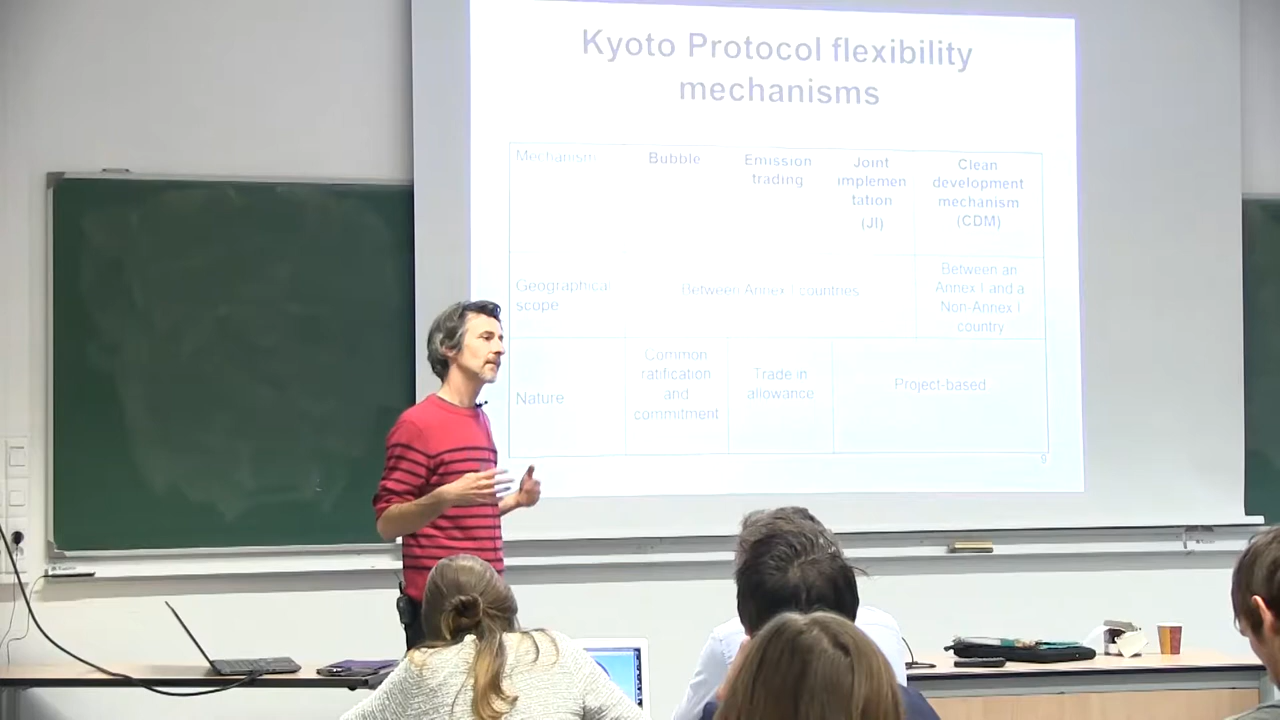 Kyoto Protocol flexibility
mechanisms
Mechanism
Bubble
Emission
trading
Joint
implemen
tation
(JI)
Clean
development
mechanism
(CDM)
Geographical
scope
Between Annex I countries
Between an
Annex I and a
Non-Annex I
country
Nature
Common
ratification
and
commitment
Trade in
allowance
Project-based
9